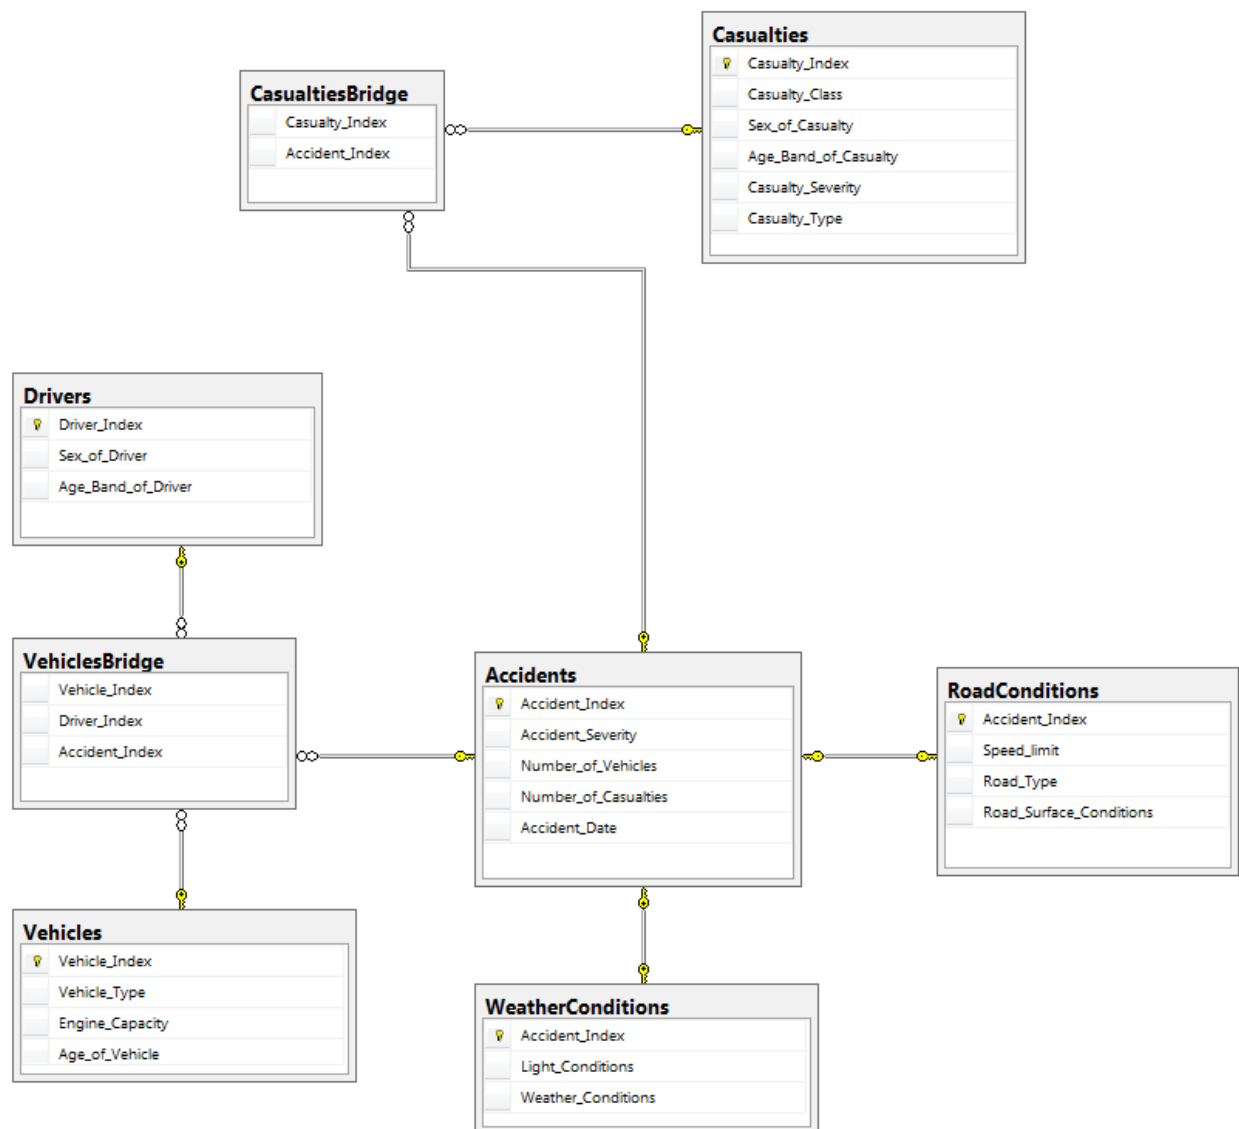 Casualties
Casualty_Index
Casualty_Class
Sex_of_Casualty
Age_Band_of_Casualty
Casualty_Severity
Casualty_Type
CasualtiesBridge
Casualty_Index
Accident_Index
Drivers
Driver_Index
Sex_of_Driver
Age_Band_of_Driver
VehiclesBridge
Vehicle_Index
Driver_Index
Accident_Index
Accidents
Accident_Index
Accident_Severity
Number_of_Vehicles
Number_of_Casualties
Accident_Date
RoadConditions
Accident_Index
Speed_limit
Road_Type
Road_Surface_Conditions
Vehicles
Vehicle_Index
Vehicle_Type
Engine_Capacity
Age_of_Vehicle
WeatherConditions
Accident_Index
Light_Conditions
Weather_Conditions